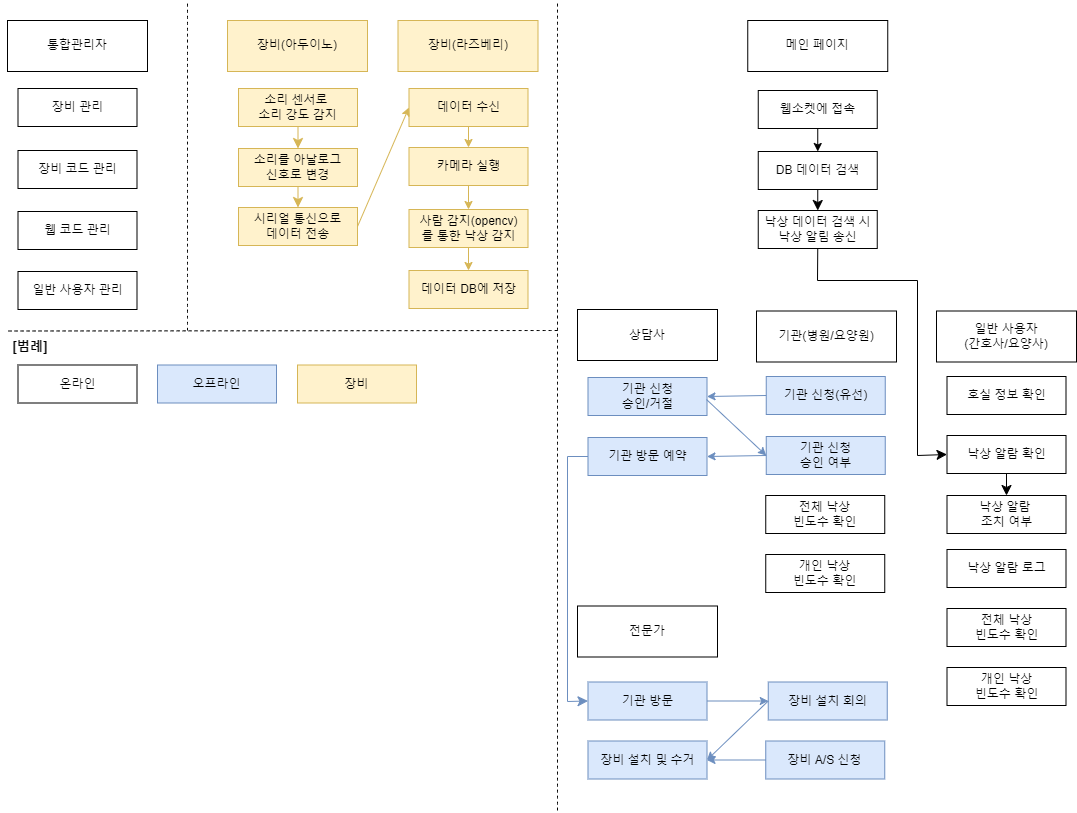 통합관리자
장비 관리
장비 코드 관리
웹 코드 관리
일반 사용자 관리
장비(아두이노)
소리 센서로
소리 강도 감지
소리를 아날로그
신호로 변경
시리얼 통신으로
데이터 전송
장비(라즈베리)
데이터 수신
카메라 실행
사람 감지(opencv)
를 통한 낙상 감지
데이터 DB에 저장
[범례]
온라인
오프라인
장비
메인 페이지
웹소켓에 접속
DB 데이터 검색
낙상 데이터 검색 시
낙상 알림 송신
상담사
기관 신청
승인/거절
기관 방문 예약
기관(병원/요양원)
기관 신청(유선)
기관 신청
승인 여부
전체 낙상
빈도수 확인
개인 낙상
빈도수 확인
일반 사용자
(간호사/요양사)
호실 정보 확인
낙상 알람 확인
낙상 알람
조치 여부
낙상 알람 로그
전체 낙상
빈도수 확인
개인 낙상
빈도수 확인
전문가
기관 방문
장비 설치 회의
장비 설치 및 수거
장비 A/S 신청